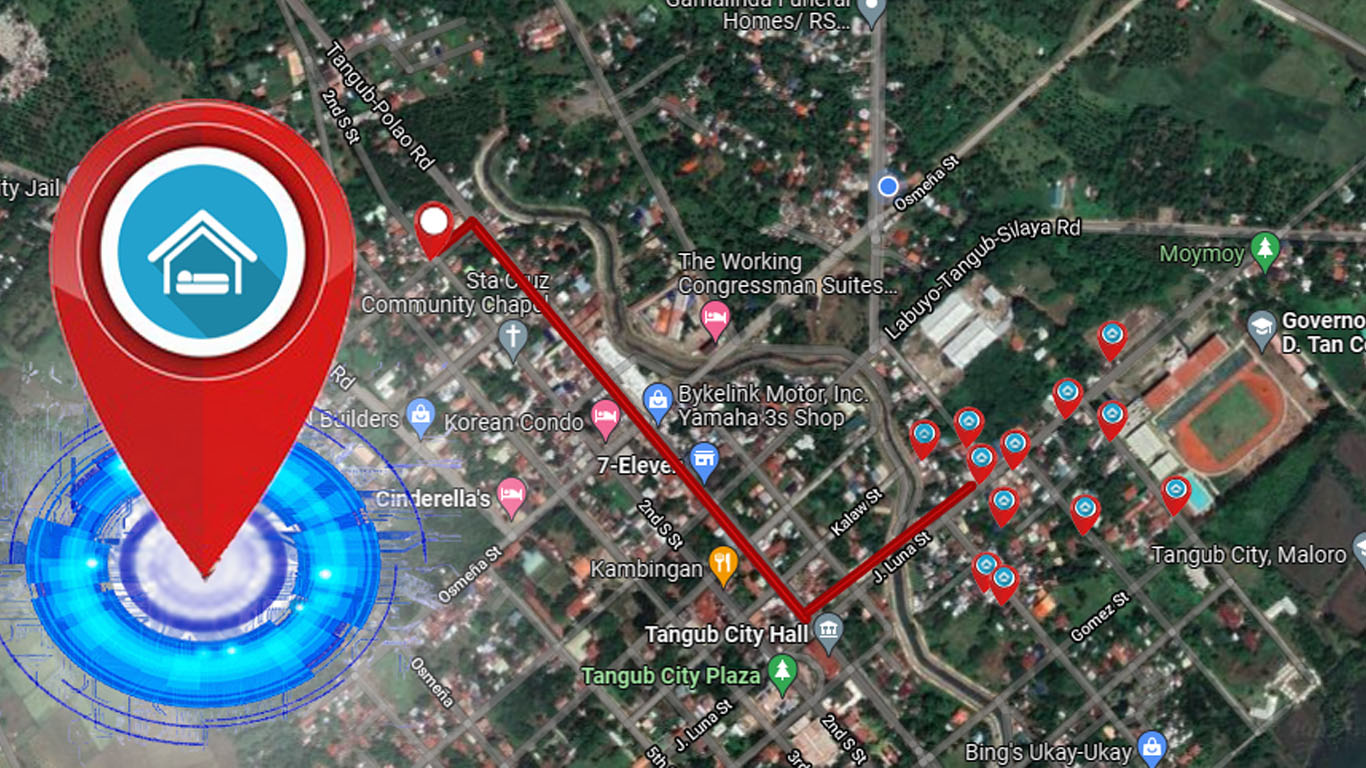 Gamalinda Funeral
Homes/ RS...
Tangub-Polao Rd
2nd S St
ty Jail
Osmeña St
Labuyo-Tangub-Silaya Rd
Moymoy
The Working
Congressman Suites...
Sta Cruz
Community Chapel
Governo
D. Tan Co
Rd
Builders
Korean Condo
Bykelink Motor, Inc.
Yamaha 3s Shop
7-Eleven
Cinderella's
2nd S St
Kalaw St
J. Luna St
Osmeña St
Kambingan
Tangub City, Maloro
Gomez St
Tangub City Hall
Tangub City Plaza
Osmeña
J. Luna St
2nd S St
5th
3rd
Bing's Ukay-Ukay